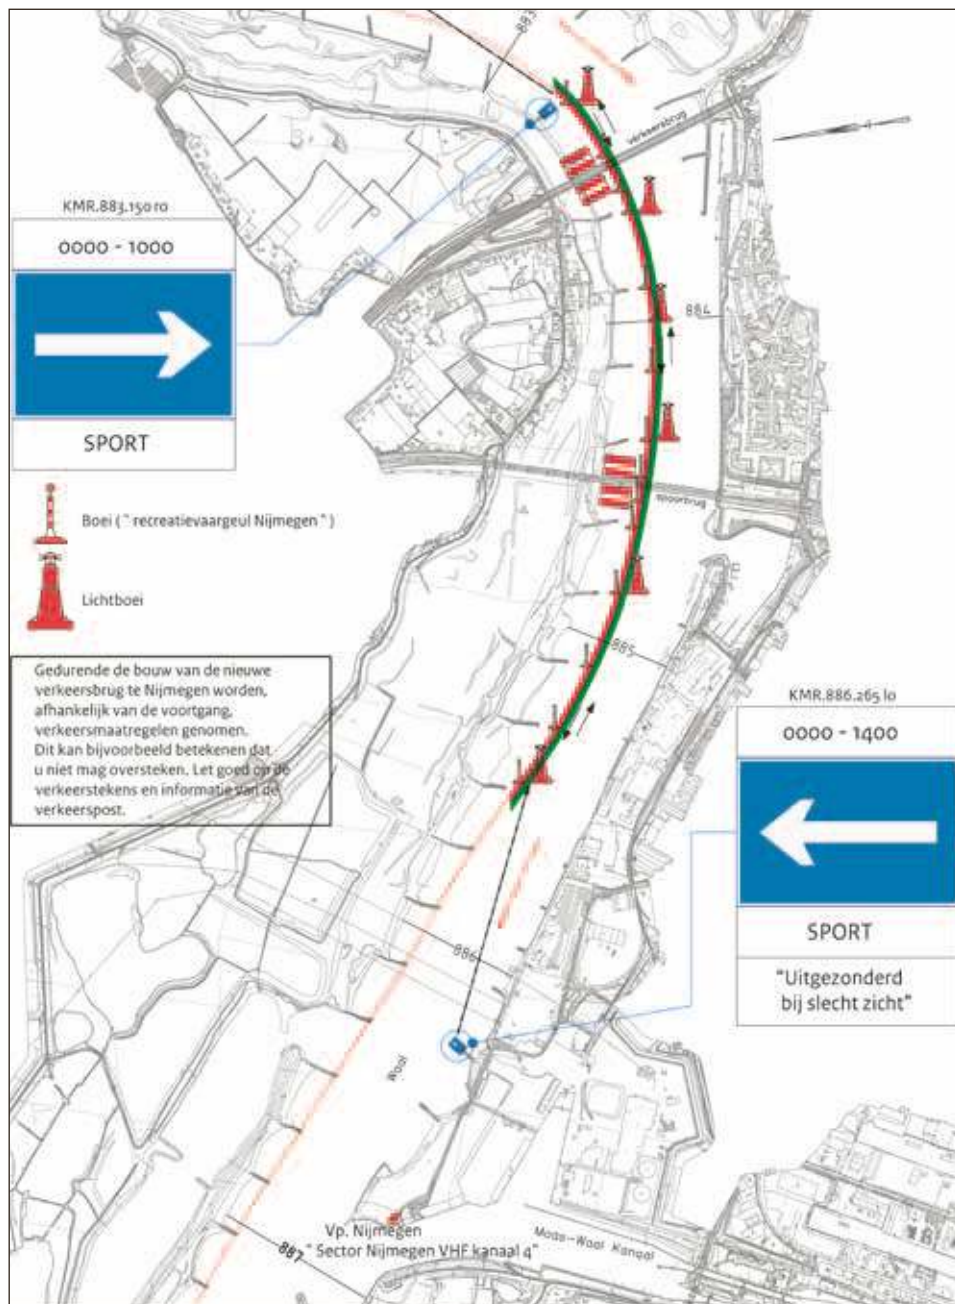 883
verkeersbrug
KMR.883.150 ro
0000 - 1000
SPORT
884
spoorbrug
Boei ( " recreatievaargeul Nijmegen " )
Lichtboei
885
Gedurende de bouw van de nieuwe
verkeersbrug te Nijmegen worden,
afhankelijk van de voortgang,
verkeersmaatregelen genomen.
Dit kan bijvoorbeeld betekenen dat
u niet mag oversteken. Let goed op de
verkeerstekens en informatie van de
verkeerspost.
KMR.886.265 lo
0000 - 1400
SPORT
"Uitgezonderd
bij slecht zicht"
886
Waal
Vp. Nijmegen
" Sector Nijmegen VHF kanaal 4"
887
Maas-Waal Kanaal